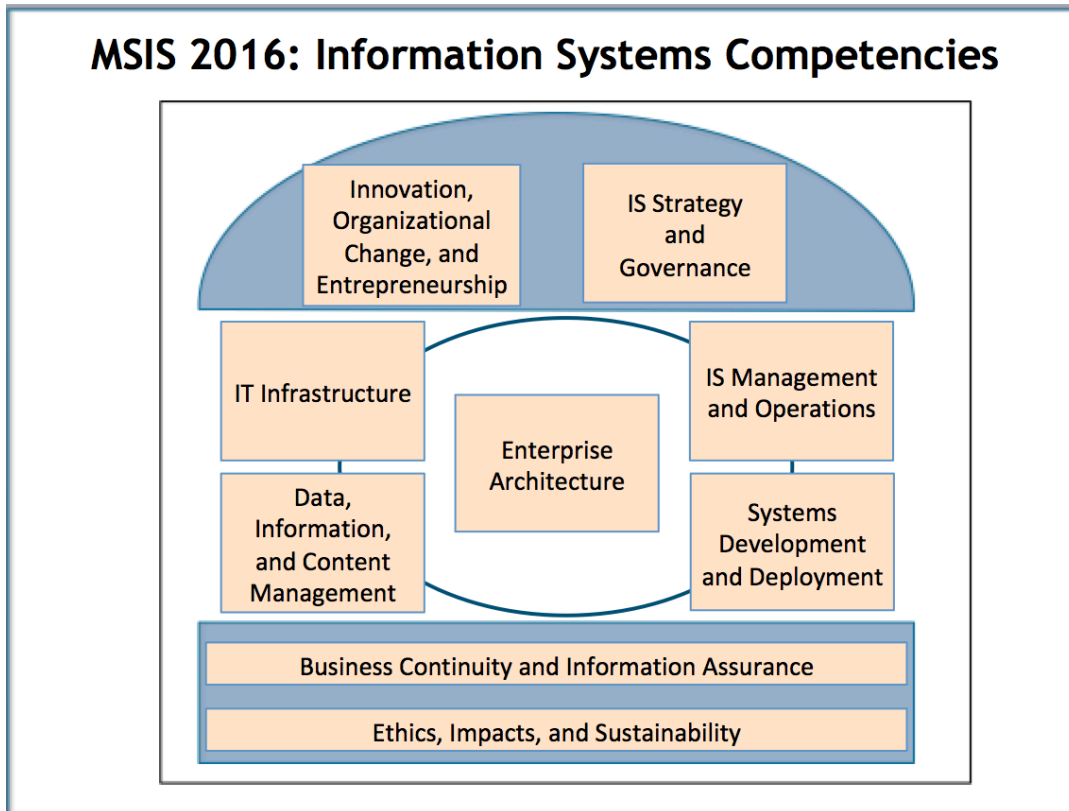 MSIS 2016: Information Systems Competencies
Innovation,
Organizational
Change, and
Entrepreneurship
IS Strategy
and
Governance
IT Infrastructure
IS Management
and Operations
Enterprise
Architecture
Data,
Information,
and Content
Management
Systems
Development
and Deployment
Business Continuity and Information Assurance
Ethics, Impacts, and Sustainability